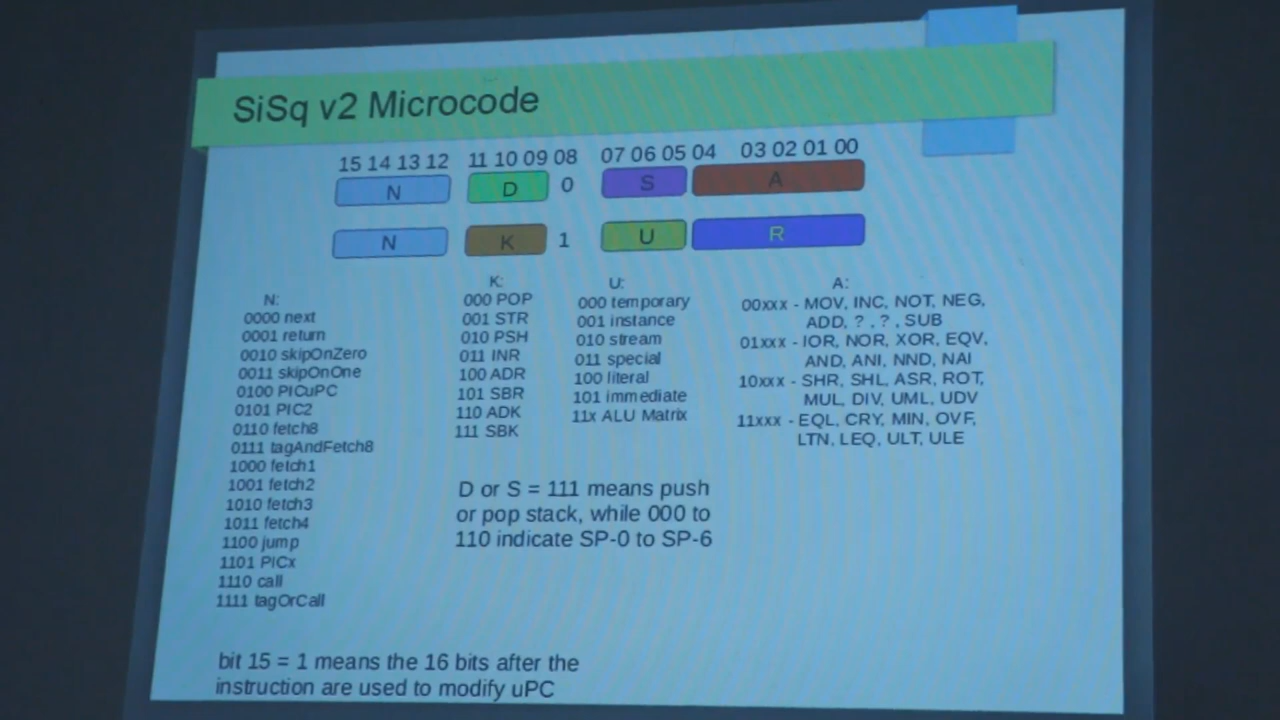 SiSq v2 Microcode
15 14 13 12 11 10 09 08 07 06 05 04 03 02 01 00
N D 0 S A
N K 1 U R
N:
0000 next
0001 return
0010 skipOnZero
0011 skipOnOne
0100 PICuPC
0101 PIC2
0110 fetch8
0111 tagAndFetch8
1000 fetch1
1001 fetch2
1010 fetch3
1011 fetch4
1100 jump
1101 PICx
1110 call
1111 tagOrCall
K:
000 POP
001 STR
010 PSH
011 INR
100 ADR
101 SBR
110 ADK
111 SBK
U:
000 temporary
001 instance
010 stream
011 special
100 literal
101 immediate
11x ALU Matrix
A:
00xxx - MOV, INC, NOT, NEG,
ADD, ? , ? , SUB
01xxx - IOR, NOR, XOR, EQV,
AND, ANI, NND, NAI
10xxx - SHR, SHL, ASR, ROT,
MUL, DIV, UML, UDV
11xxx - EQL, CRY, MIN, OVF,
LTN, LEQ, ULT, ULE
D or S = 111 means push
or pop stack, while 000 to
110 indicate SP-0 to SP-6
bit 15 = 1 means the 16 bits after the
instruction are used to modify uPC